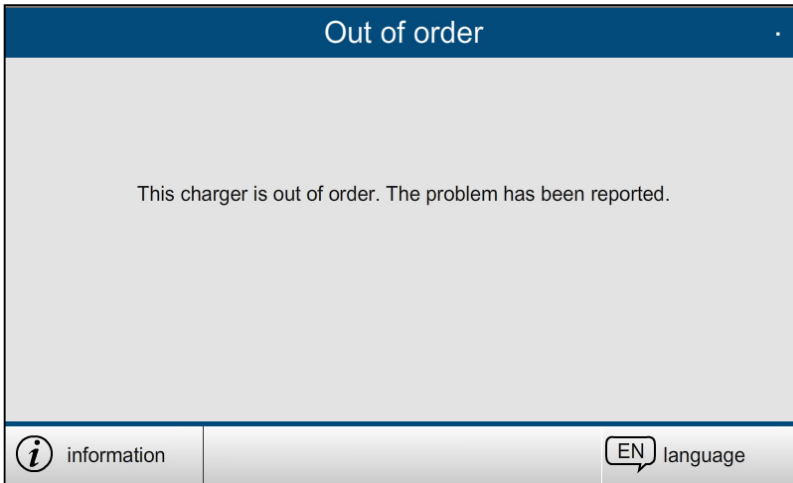 Out of order
This charger is out of order. The problem has been reported.
i information
EN language